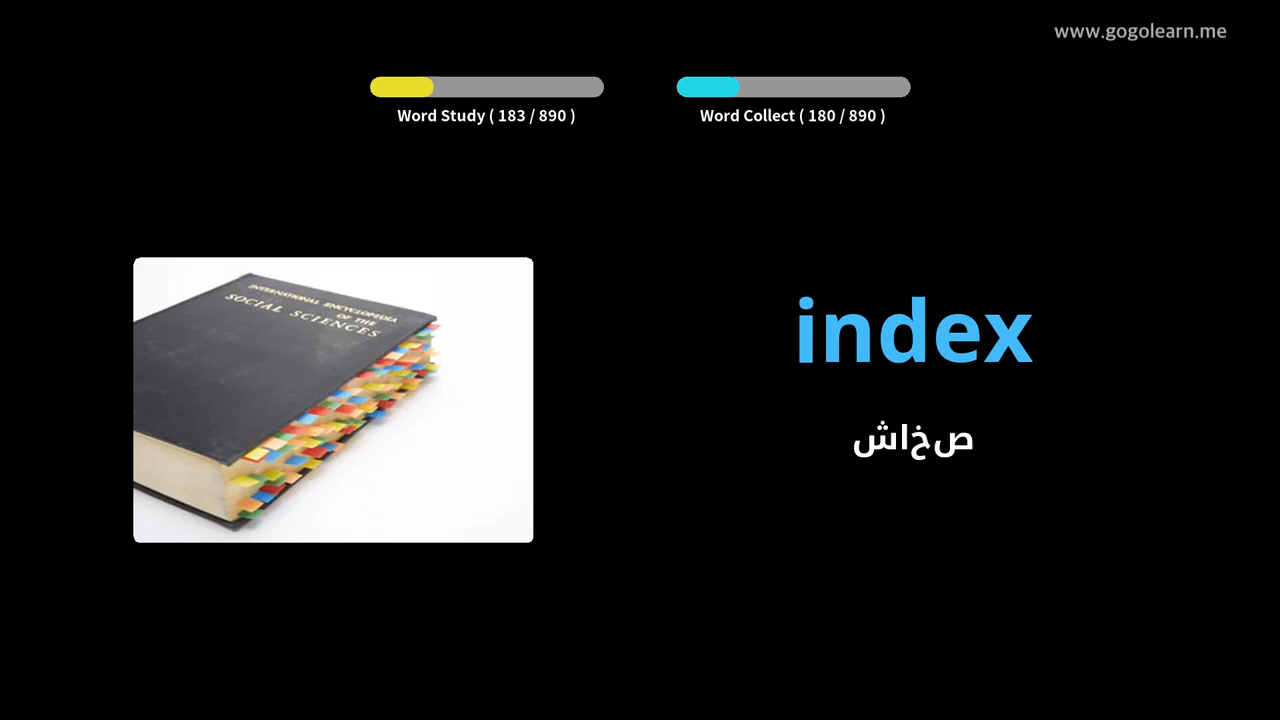 www.gogolearn.me
Word Study ( 183 / 890 )
Word Collect ( 180 / 890 )
INTERNATIONAL ENCYCLOPEDIA
OF THE
SOCIAL SCIENCES
index
صخاش